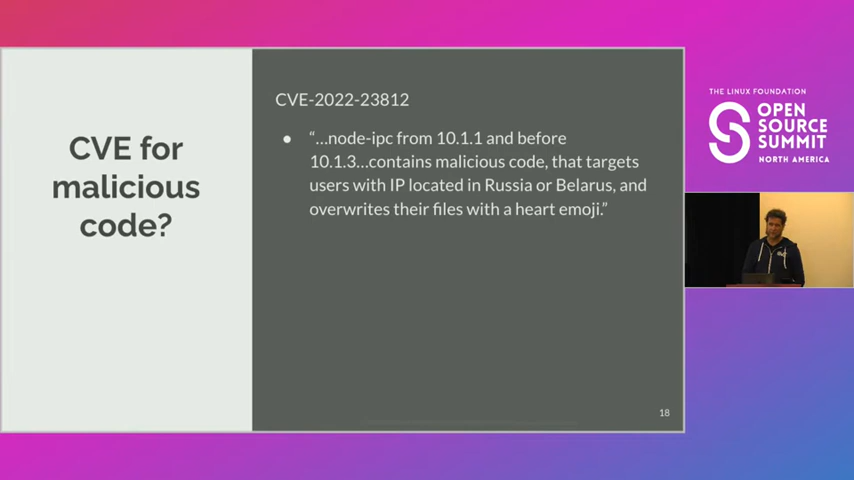 CVE for
malicious
code?
CVE-2022-23812
● “...node-ipc from 10.1.1 and before
10.1.3...contains malicious code, that targets
users with IP located in Russia or Belarus, and
overwrites their files with a heart emoji.”
18
THE LINUX FOUNDATION
OPEN
SOURCE
SUMMIT
NORTH AMERICA